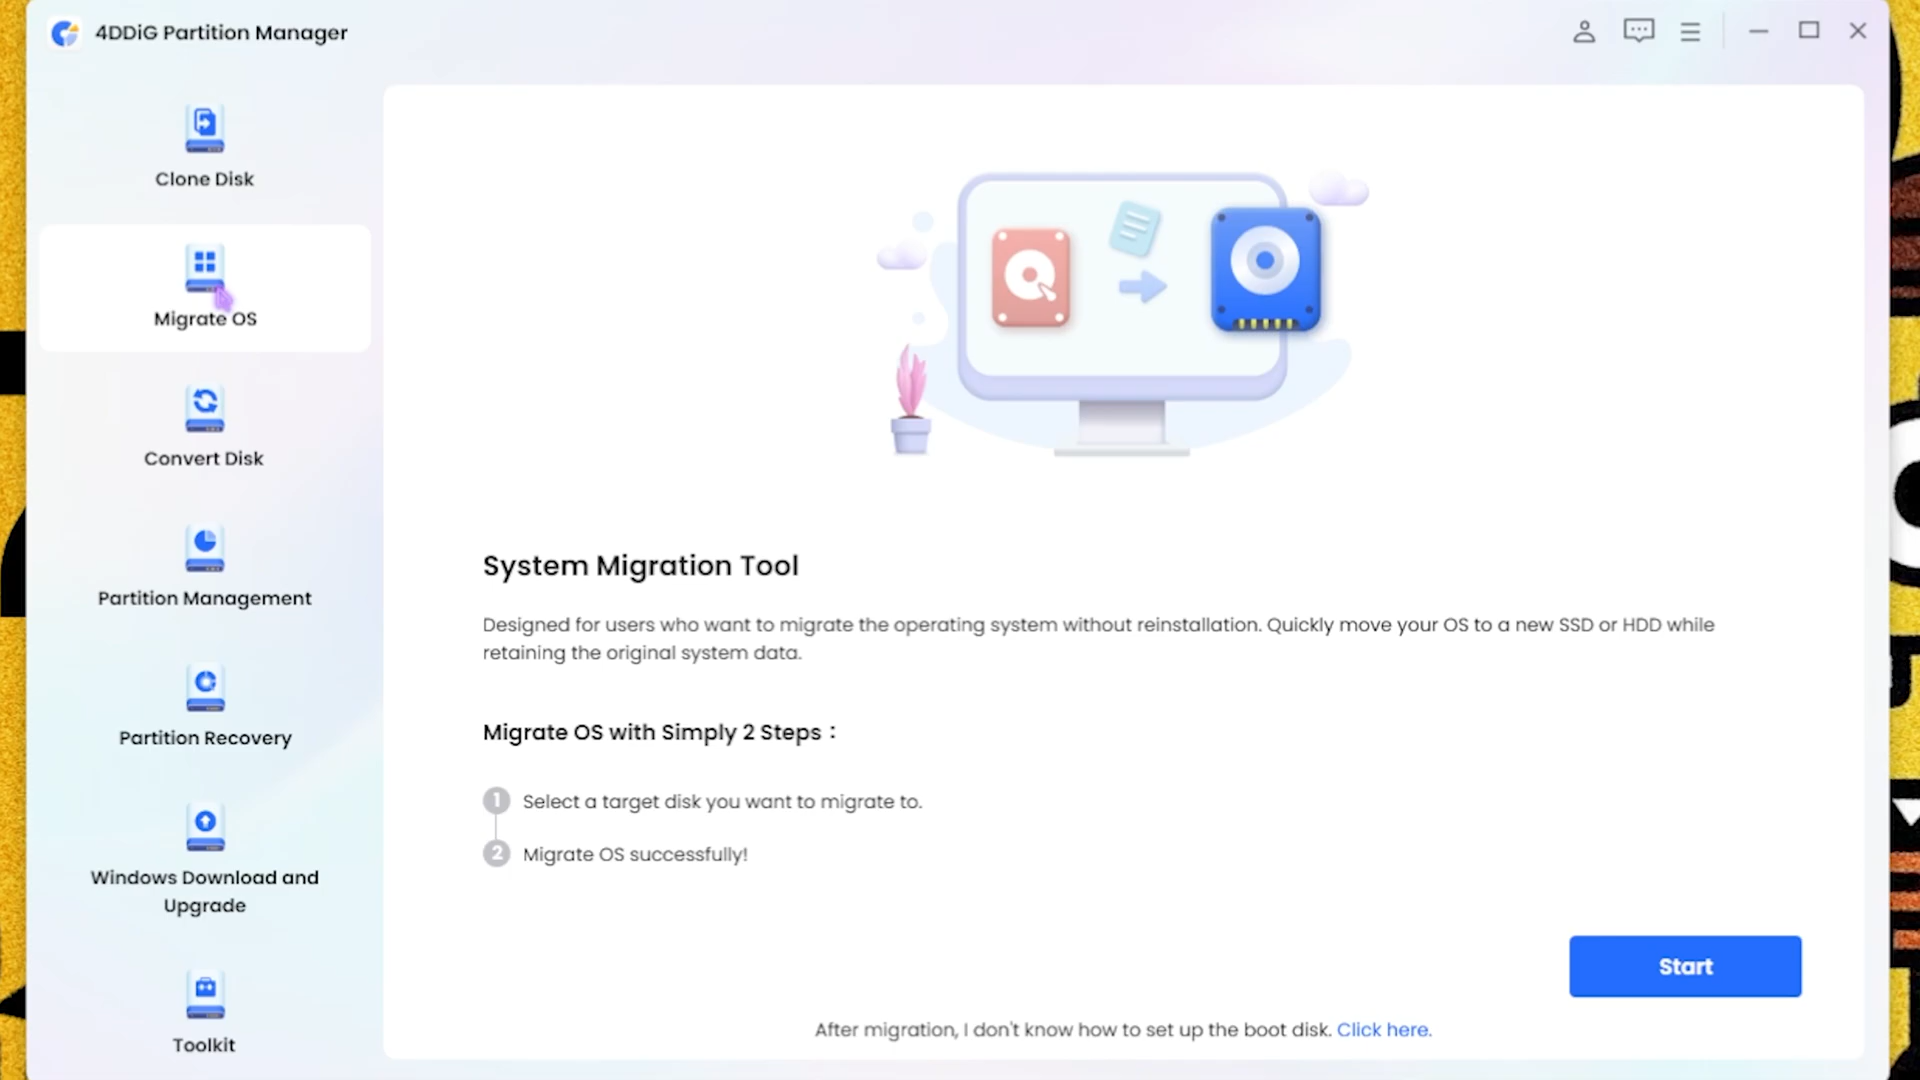 4DDiG Partition Manager
Clone Disk
Migrate OS
Convert Disk
Partition Management
Partition Recovery
Windows Download and
Upgrade
Toolkit
System Migration Tool
Designed for users who want to migrate the operating system without reinstallation. Quickly move your OS to a new SSD or HDD while
retaining the original system data.
Migrate OS with Simply 2 Steps：
1 Select a target disk you want to migrate to.
2 Migrate OS successfully!
Start
After migration, I don't know how to set up the boot disk. Click here.